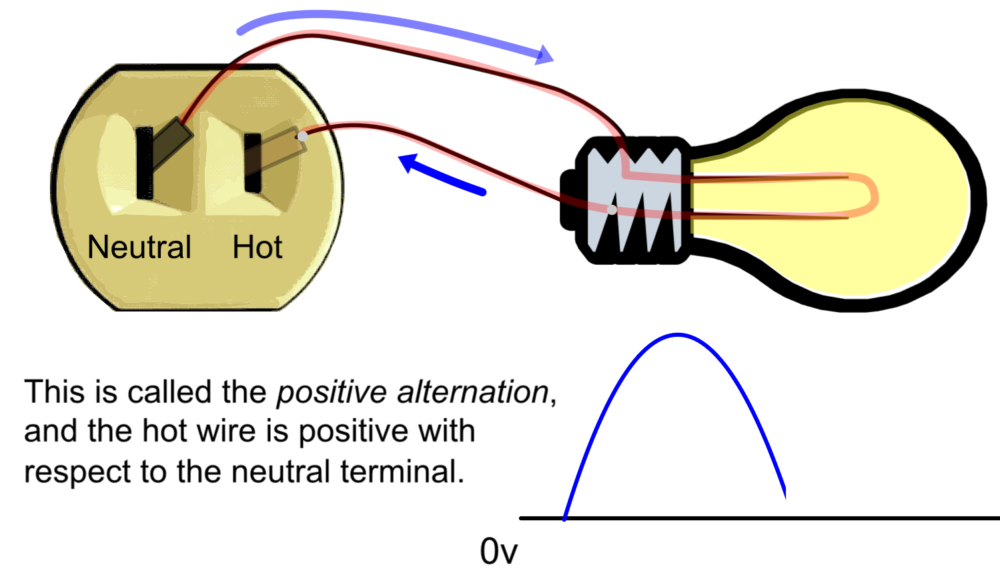 Neutral Hot
This is called the positive alternation,
and the hot wire is positive with
respect to the neutral terminal.
0v